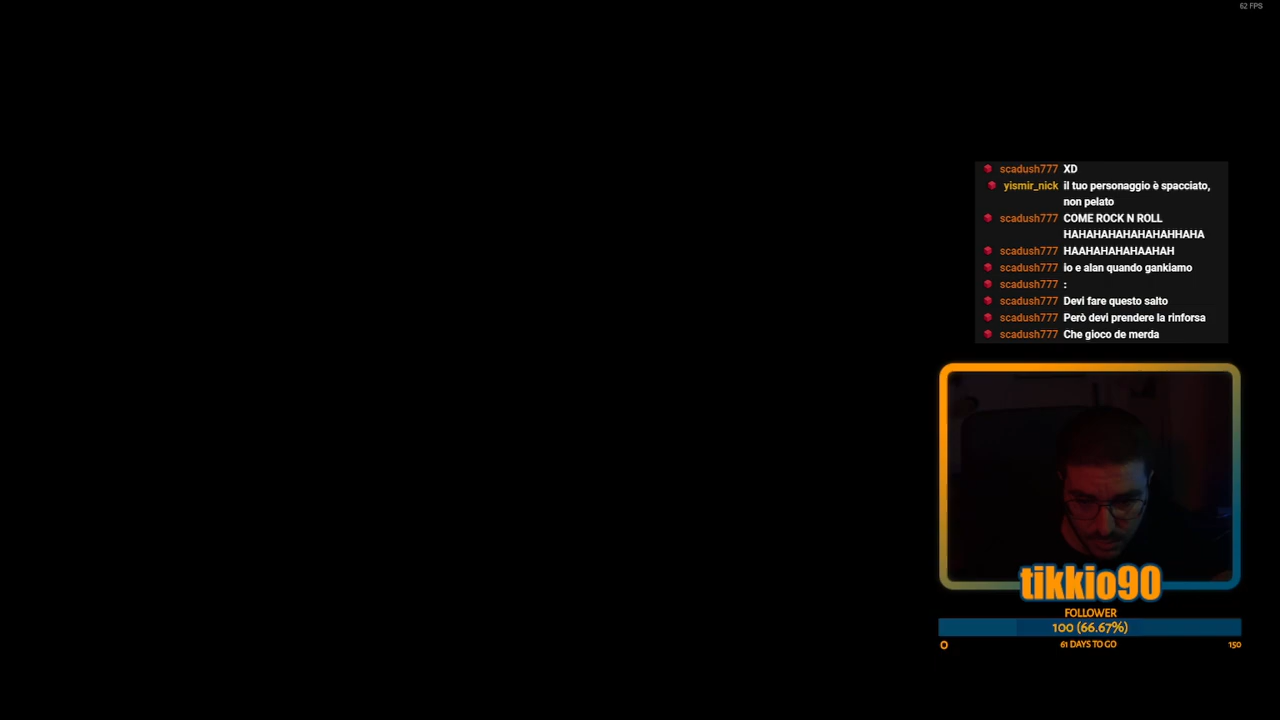 62 FPS
scadush777 XD
yismir_nick il tuo personaggio è spacciato,
non pelato
scadush777 COME ROCK N ROLL
HAHAHAHAHAHAHAHHAHA
scadush777 HAAHAHAHAHAAHAH
scadush777 io e alan quando gankiamo
scadush777 :
scadush777 Devi fare questo salto
scadush777 Però devi prendere la rinforsa
scadush777 Che gioco de merda
tikkio90
FOLLOWER
100 (66.67%)
0 61 DAYS TO GO 150